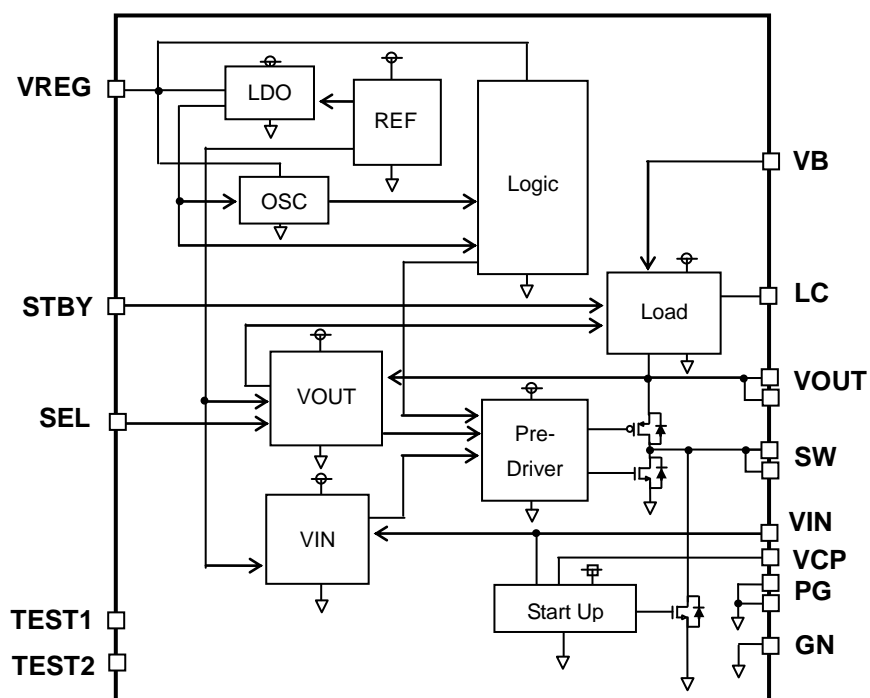 VREG
LDO
REF
Logic
OSC
VB
STBY
Load
LC
VOUT
SEL
VOUT
Pre-
Driver
SW
VIN
VIN
VCP
Start Up
PG
TEST1
GN
TEST2